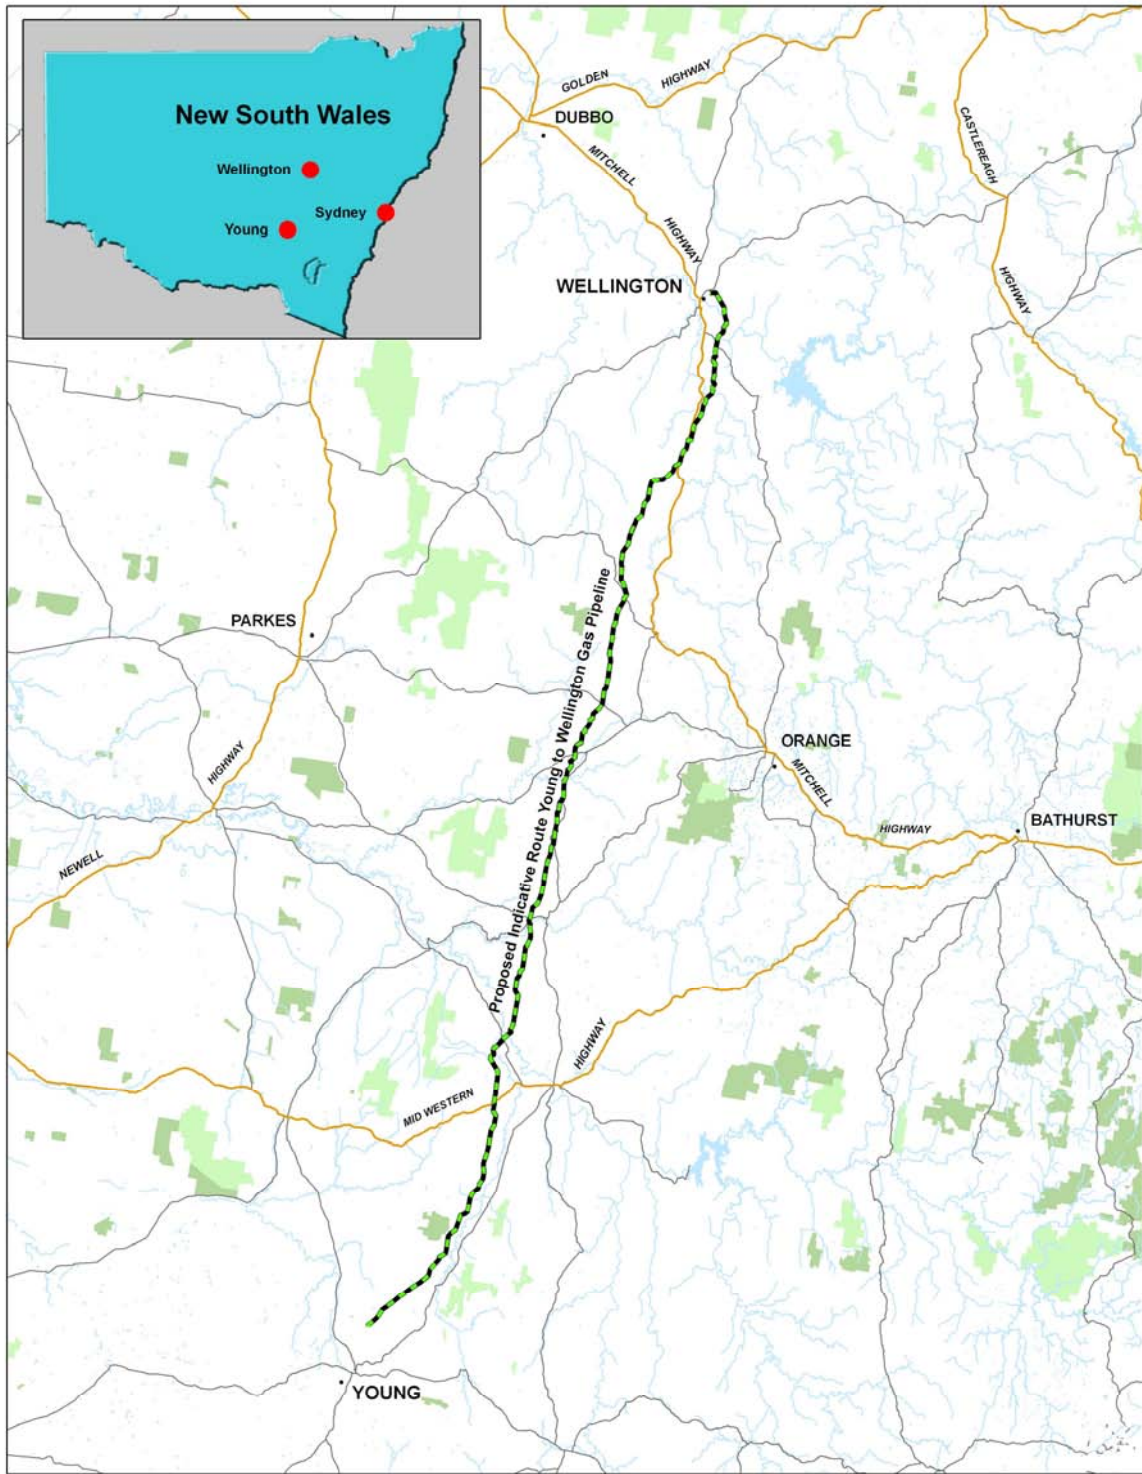 New South Wales
Wellington
Sydney
Young
GOLDEN
HIGHWAY
DUBBO
MITCHELL
HIGHWAY
CASTLEREAGH
HIGHWAY
WELLINGTON
PARKES
HIGHWAY
NEWELL
Proposed Indicative Route Young to Wellington Gas Pipeline
ORANGE
MITCHELL
HIGHWAY
BATHURST
HIGHWAY
MID WESTERN
YOUNG